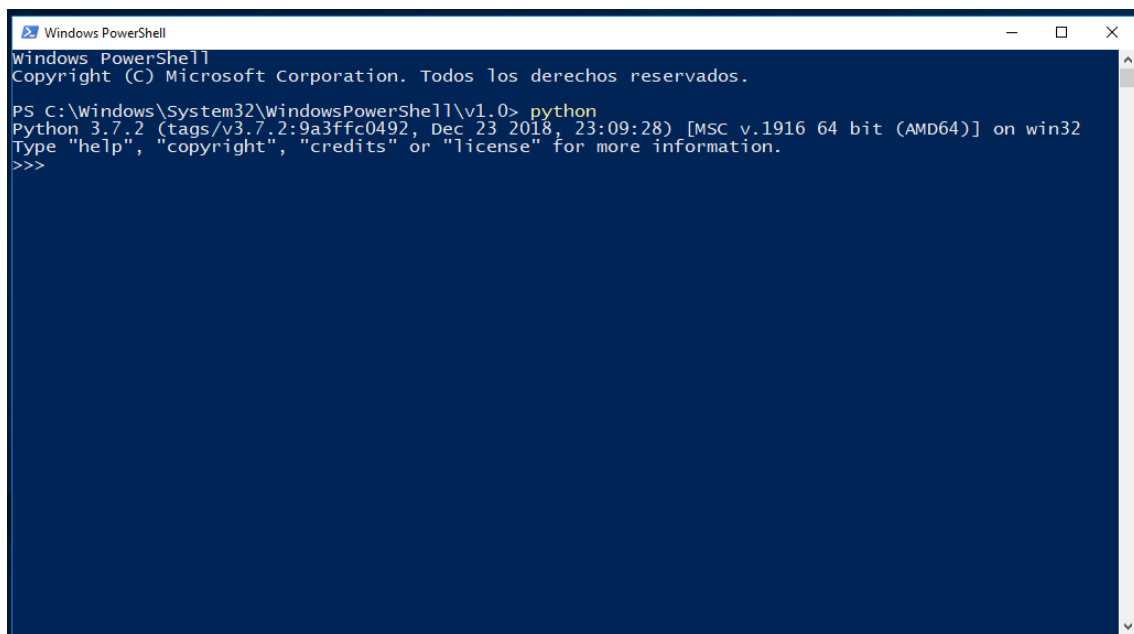 Windows PowerShell
Windows PowerShell
Copyright (C) Microsoft Corporation. Todos los derechos reservados.
PS C:\Windows\System32\WindowsPowerShell\v1.0> python
Python 3.7.2 (tags/v3.7.2:9a3ffc0492, Dec 23 2018, 23:09:28) [MSC v.1916 64 bit (AMD64)] on win32
Type "help", "copyright", "credits" or "license" for more information.
>>>